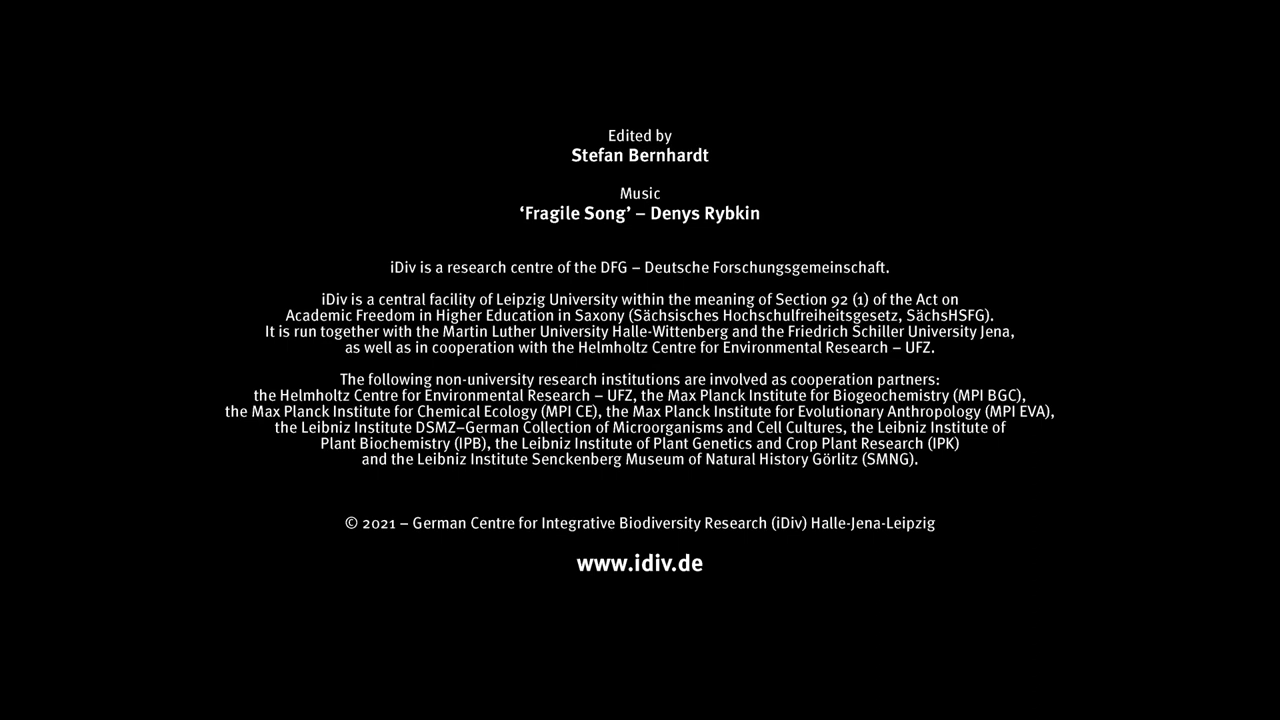 Edited by
Stefan Bernhardt
Music
‘Fragile Song’ – Denys Rybkin
iDiv is a research centre of the DFG – Deutsche Forschungsgemeinschaft.
iDiv is a central facility of Leipzig University within the meaning of Section 92 (1) of the Act on
Academic Freedom in Higher Education in Saxony (Sächsisches Hochschulfreiheitsgesetz, SächsHSFG).
It is run together with the Martin Luther University Halle-Wittenberg and the Friedrich Schiller University Jena,
as well as in cooperation with the Helmholtz Centre for Environmental Research – UFZ.
The following non-university research institutions are involved as cooperation partners:
the Helmholtz Centre for Environmental Research – UFZ, the Max Planck Institute for Biogeochemistry (MPI BGC),
the Max Planck Institute for Chemical Ecology (MPI CE), the Max Planck Institute for Evolutionary Anthropology (MPI EVA),
the Leibniz Institute DSMZ–German Collection of Microorganisms and Cell Cultures, the Leibniz Institute of
Plant Biochemistry (IPB), the Leibniz Institute of Plant Genetics and Crop Plant Research (IPK)
and the Leibniz Institute Senckenberg Museum of Natural History Görlitz (SMNG).
© 2021 – German Centre for Integrative Biodiversity Research (iDiv) Halle-Jena-Leipzig
www.idiv.de